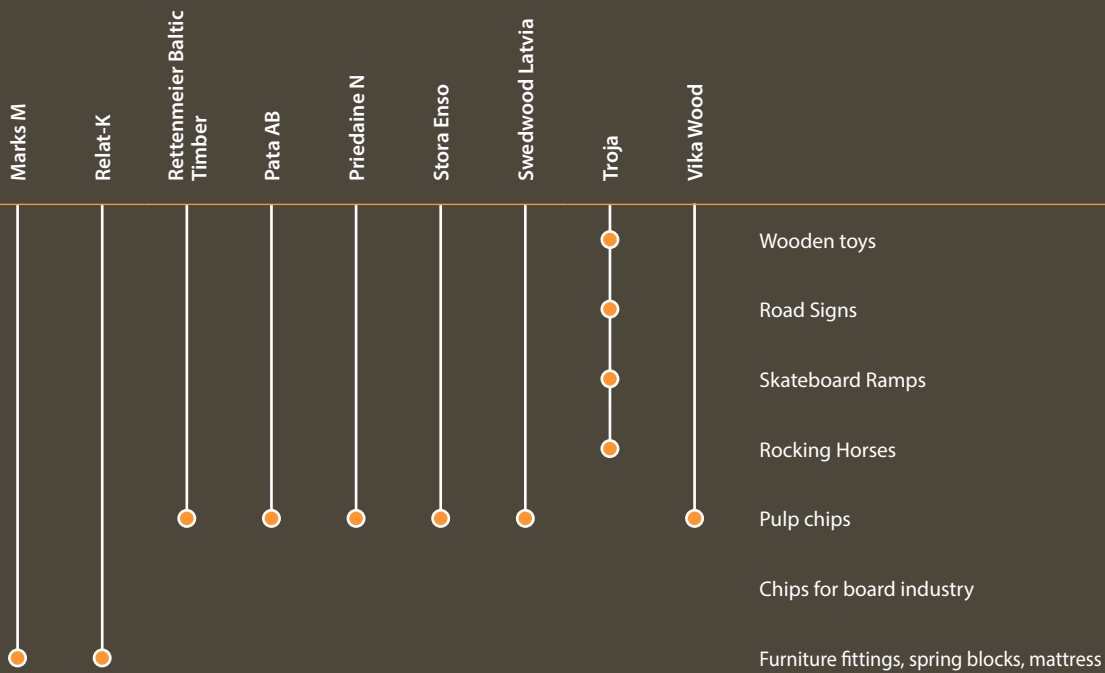 Marks M
Relat-K
Rettenmeier Baltic
Timber
Pata AB
Priedaine N
Stora Enso
Swedwood Latvia
Troja
Vika Wood
Wooden toys
Road Signs
Skateboard Ramps
Rocking Horses
Pulp chips
Chips for board industry
Furniture fittings, spring blocks, mattress